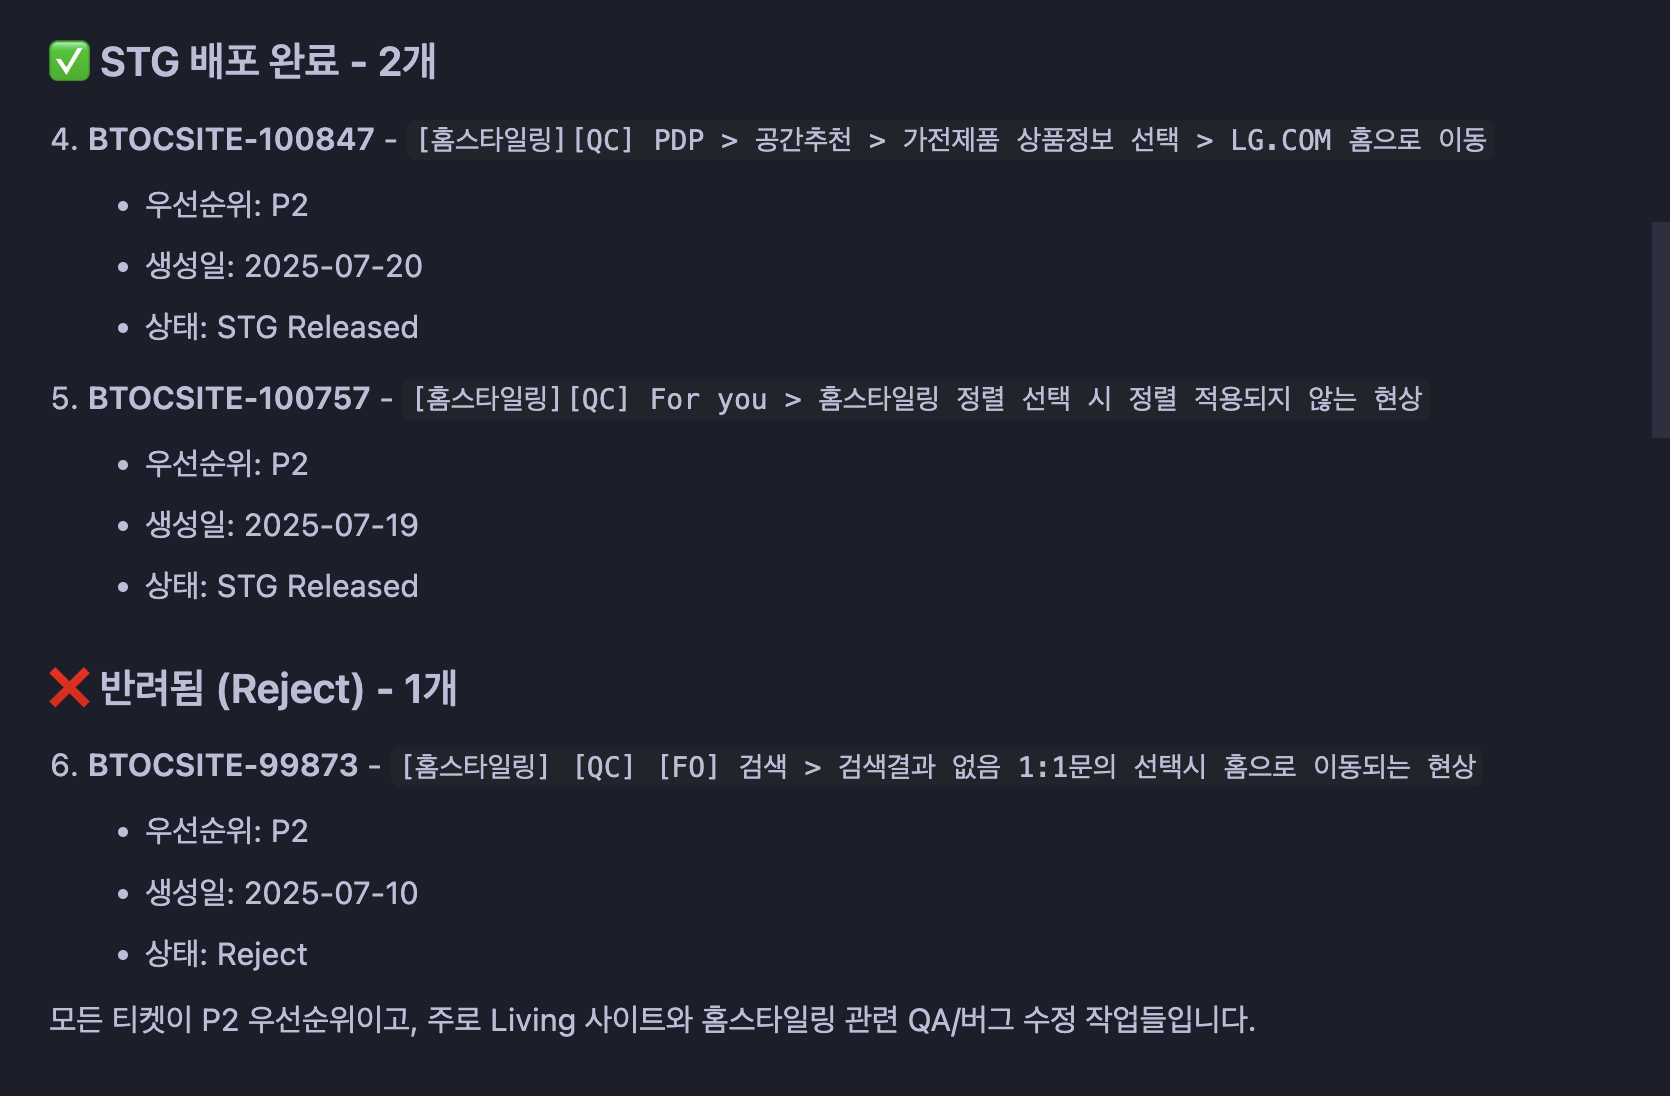 ✅ STG 배포 완료 - 2개
4. BTOCSITE-100847 - [홈스타일링][QC] PDP > 공간추천 > 가전제품 상품정보 선택 > LG.COM 홈으로 이동
• 우선순위: P2
• 생성일: 2025-07-20
• 상태: STG Released
5. BTOCSITE-100757 - [홈스타일링][QC] For you > 홈스타일링 정렬 선택 시 정렬 적용되지 않는 현상
• 우선순위: P2
• 생성일: 2025-07-19
• 상태: STG Released
❌ 반려됨 (Reject) - 1개
6. BTOCSITE-99873 - [홈스타일링] [QC] [FO] 검색 > 검색결과 없음 1:1문의 선택시 홈으로 이동되는 현상
• 우선순위: P2
• 생성일: 2025-07-10
• 상태: Reject
모든 티켓이 P2 우선순위이고, 주로 Living 사이트와 홈스타일링 관련 QA/버그 수정 작업들입니다.